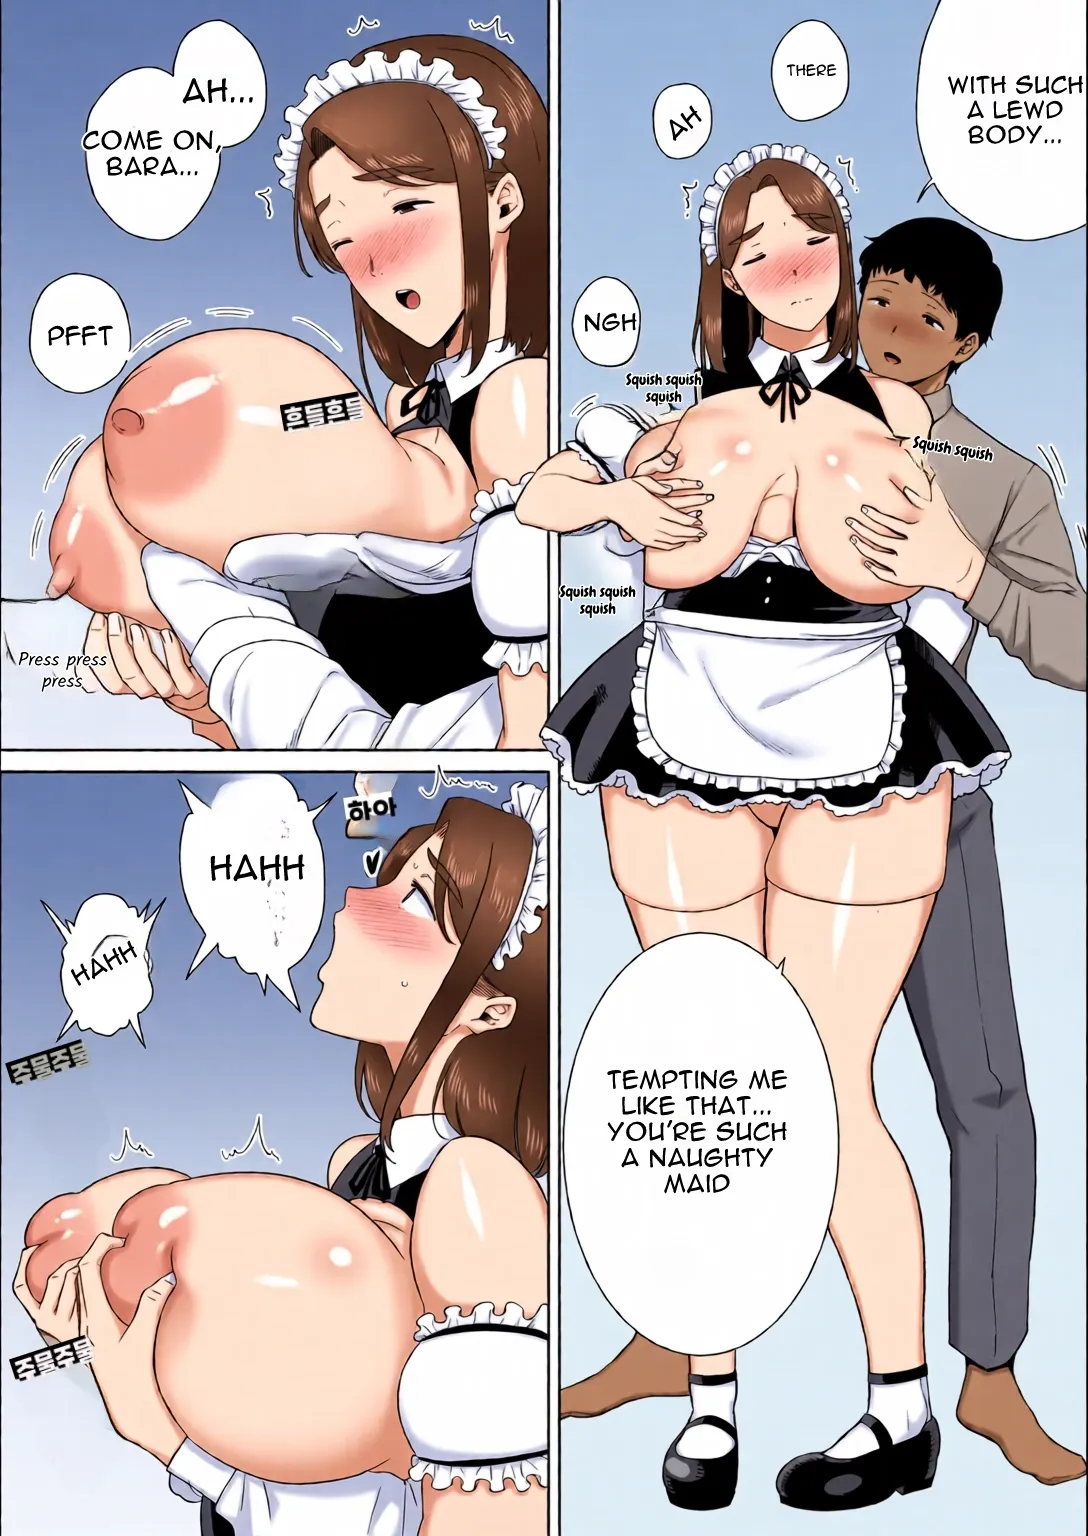 WITH SUCH
A LEWD
BODY...
THERE
AH
NGH
Squish squish
squish
Squish squish
Squish squish
squish
TEMPTING ME
LIKE THAT...
YOU'RE SUCH
A NAUGHTY
MAID
AH...
COME ON,
BARA...
PFFT
흔들흔들
Press press
press
하아
HAHH
HAHH
주물주물
주물주물